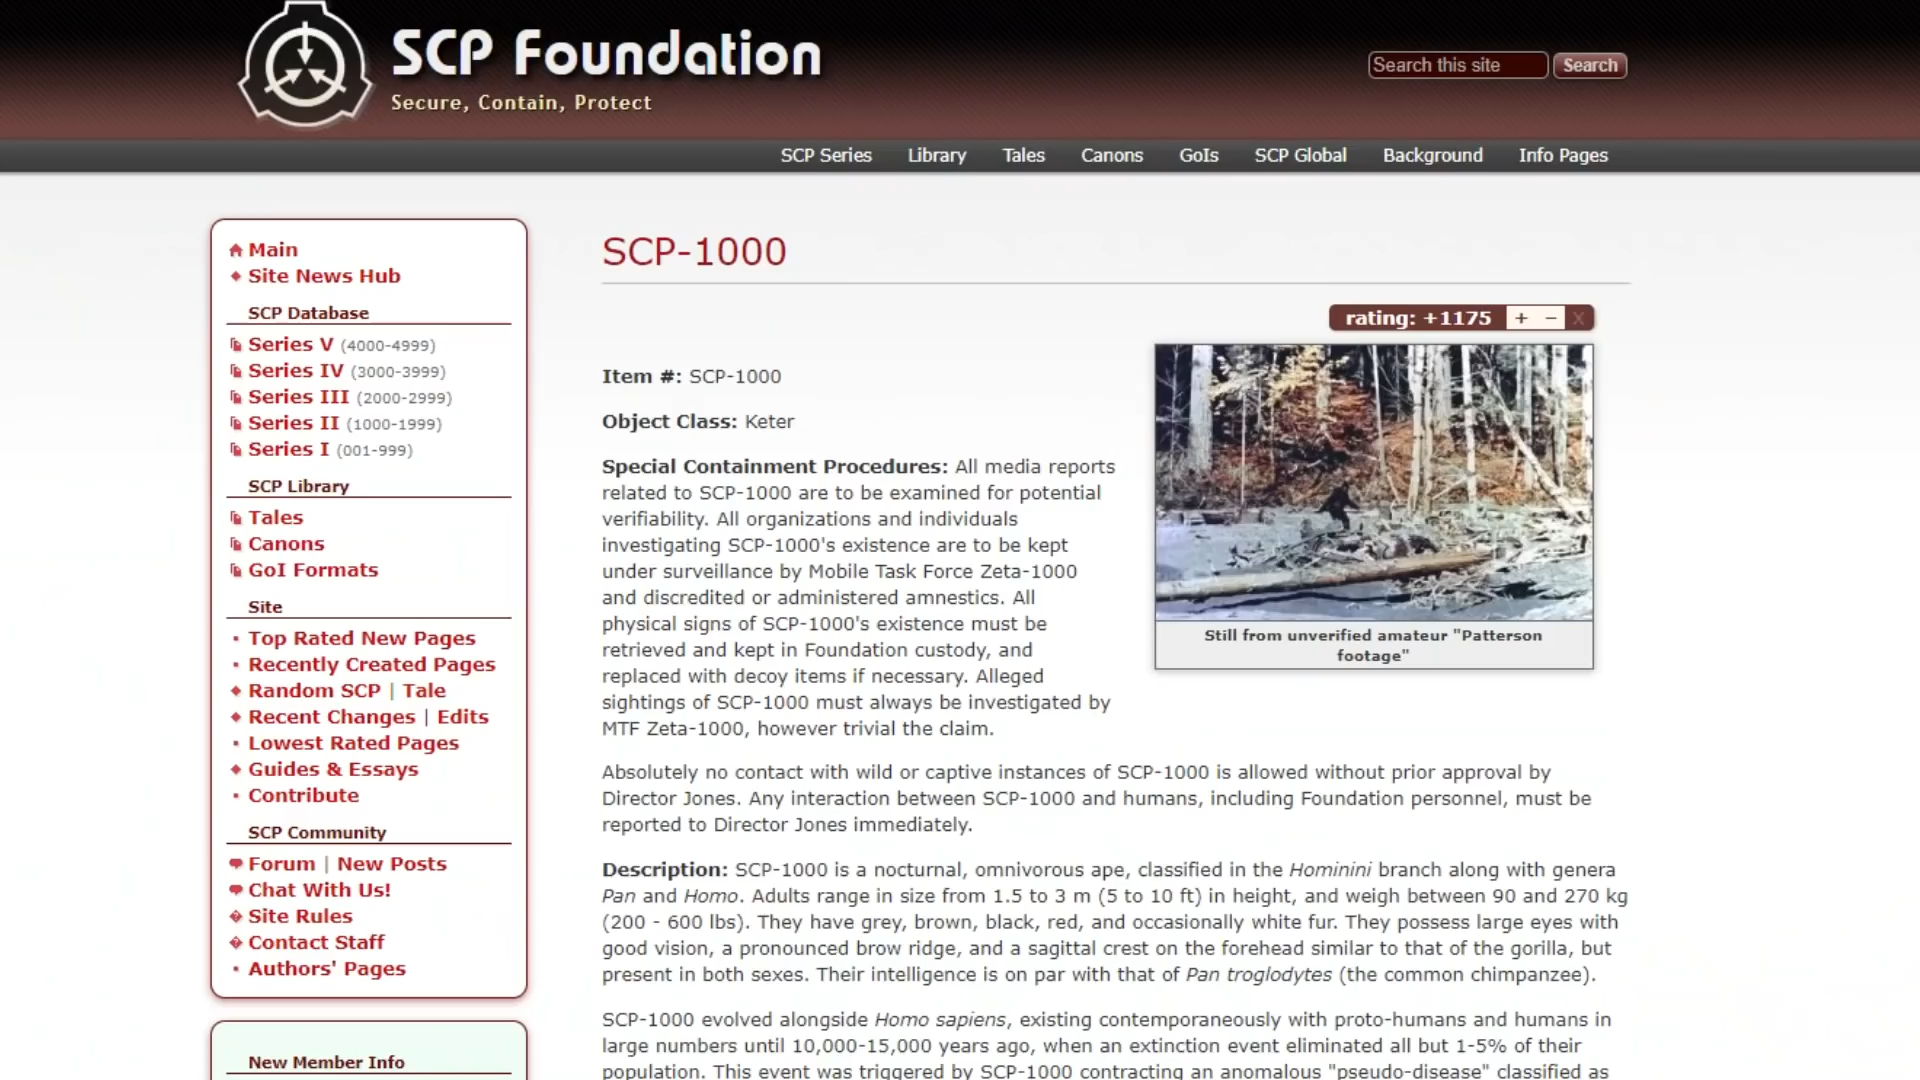 SCP Foundation
Secure, Contain, Protect
Search this site
Search
SCP Series Library Tales Canons GoIs SCP Global Background Info Pages
Main
Site News Hub
SCP Database
Series V (4000-4999)
Series IV (3000-3999)
Series III (2000-2999)
Series II (1000-1999)
Series I (001-999)
SCP Library
Tales
Canons
GoI Formats
Site
Top Rated New Pages
Recently Created Pages
Random SCP | Tale
Recent Changes | Edits
Lowest Rated Pages
Guides & Essays
Contribute
SCP Community
Forum | New Posts
Chat With Us!
Site Rules
Contact Staff
Authors' Pages
New Member Info
SCP-1000
rating: +1175 + − X
Item #: SCP-1000
Object Class: Keter
Special Containment Procedures: All media reports
related to SCP-1000 are to be examined for potential
verifiability. All organizations and individuals
investigating SCP-1000's existence are to be kept
under surveillance by Mobile Task Force Zeta-1000
and discredited or administered amnestics. All
physical signs of SCP-1000's existence must be
retrieved and kept in Foundation custody, and
replaced with decoy items if necessary. Alleged
sightings of SCP-1000 must always be investigated by
MTF Zeta-1000, however trivial the claim.
Still from unverified amateur "Patterson
footage"
Absolutely no contact with wild or captive instances of SCP-1000 is allowed without prior approval by
Director Jones. Any interaction between SCP-1000 and humans, including Foundation personnel, must be
reported to Director Jones immediately.
Description: SCP-1000 is a nocturnal, omnivorous ape, classified in the Hominini branch along with genera
Pan and Homo. Adults range in size from 1.5 to 3 m (5 to 10 ft) in height, and weigh between 90 and 270 kg
(200 - 600 lbs). They have grey, brown, black, red, and occasionally white fur. They possess large eyes with
good vision, a pronounced brow ridge, and a sagittal crest on the forehead similar to that of the gorilla, but
present in both sexes. Their intelligence is on par with that of Pan troglodytes (the common chimpanzee).
SCP-1000 evolved alongside Homo sapiens, existing contemporaneously with proto-humans and humans in
large numbers until 10,000-15,000 years ago, when an extinction event eliminated all but 1-5% of their
population. This event was triggered by SCP-1000 contracting an anomalous "pseudo-disease" classified as